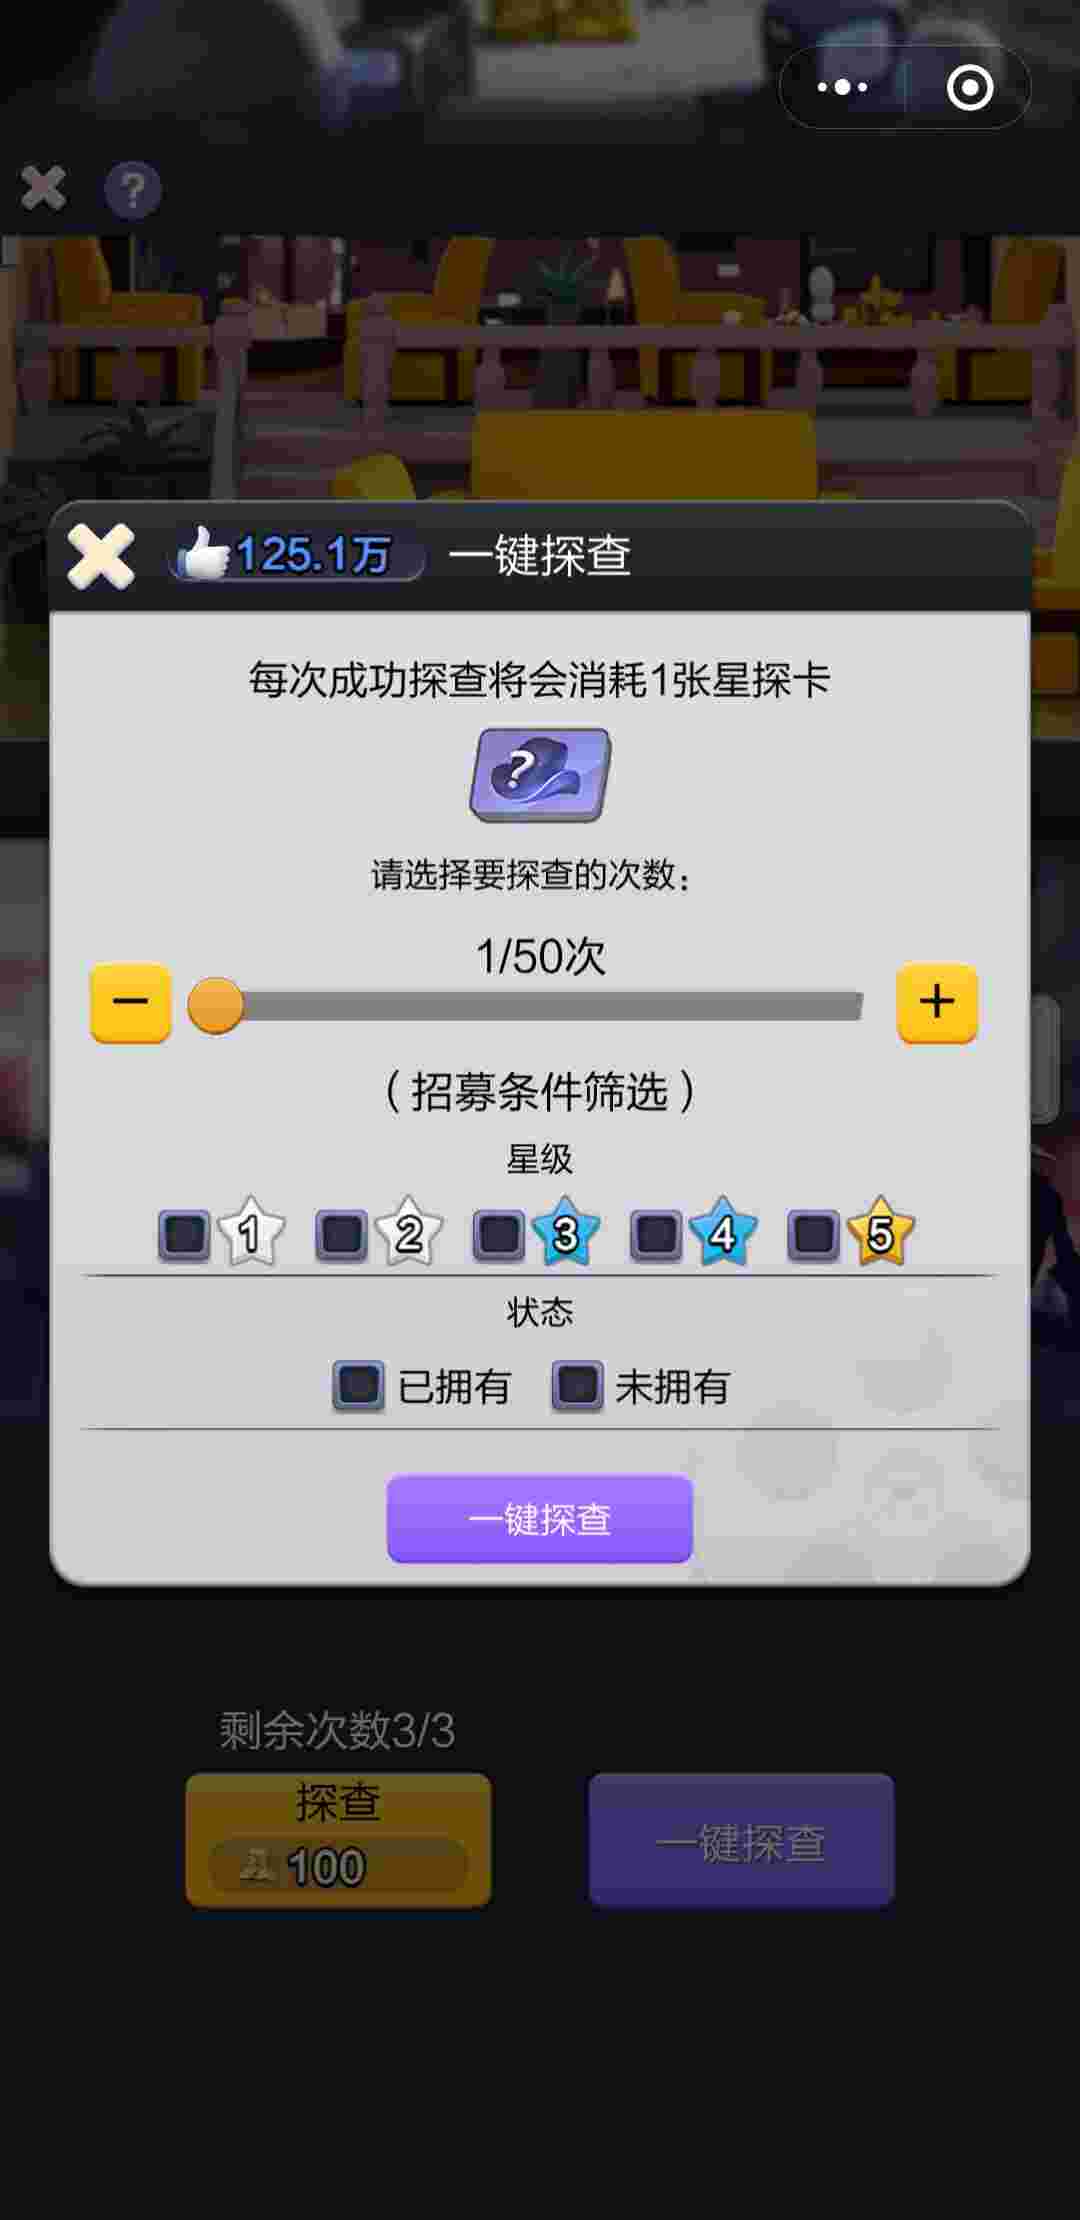 ?
125.1万 一键探查
每次成功探查将会消耗1张星探卡
?
请选择要探查的次数：
1/50次
− +
（招募条件筛选）
星级
1 2 3 4 5
状态
已拥有 未拥有
一键探查
剩余次数3/3
探查
100
一键探查